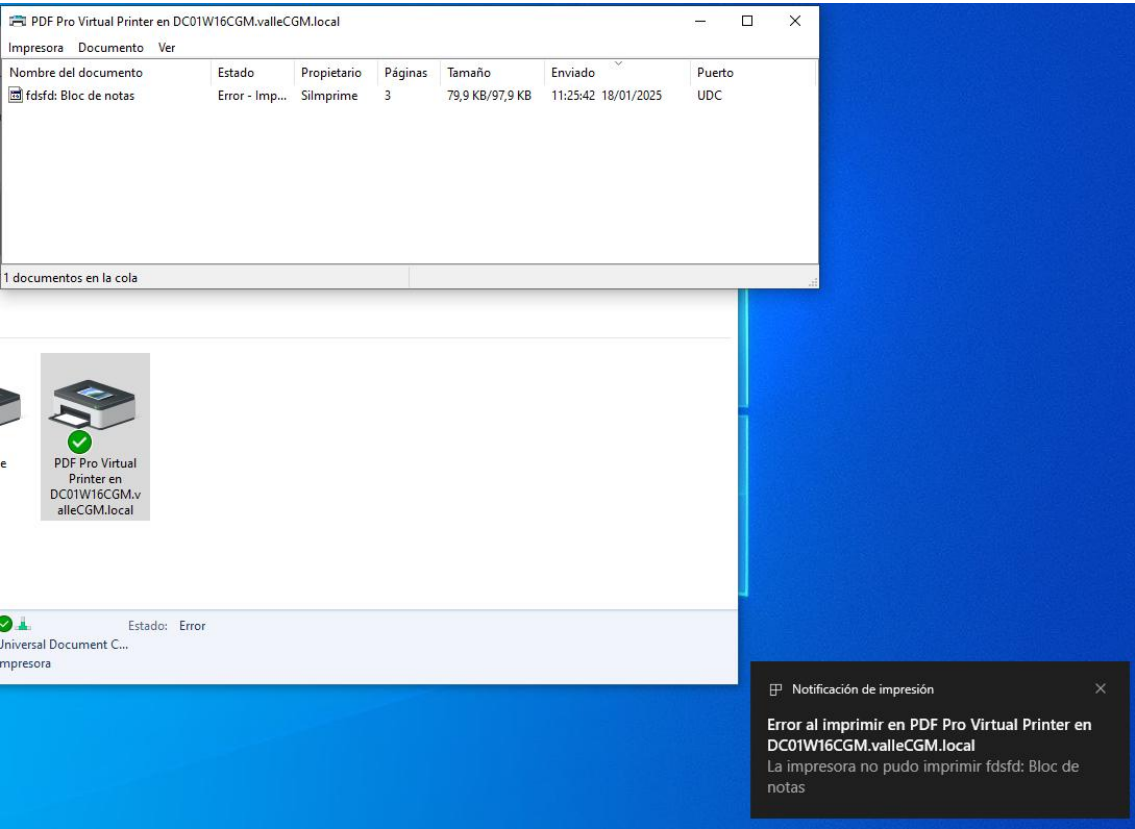 PDF Pro Virtual Printer en DC01W16CGM.valleCGM.local
Impresora Documento Ver
Nombre del documento Estado Propietario Páginas Tamaño Enviado Puerto
fdsfd: Bloc de notas Error - Imp... SiImprime 3 79,9 KB/97,9 KB 11:25:42 18/01/2025 UDC
1 documentos en la cola
e
PDF Pro Virtual
Printer en
DC01W16CGM.v
alleCGM.local
Estado: Error
Universal Document C...
mpresora
Notificación de impresión
Error al imprimir en PDF Pro Virtual Printer en
DC01W16CGM.valleCGM.local
La impresora no pudo imprimir fdsfd: Bloc de
notas